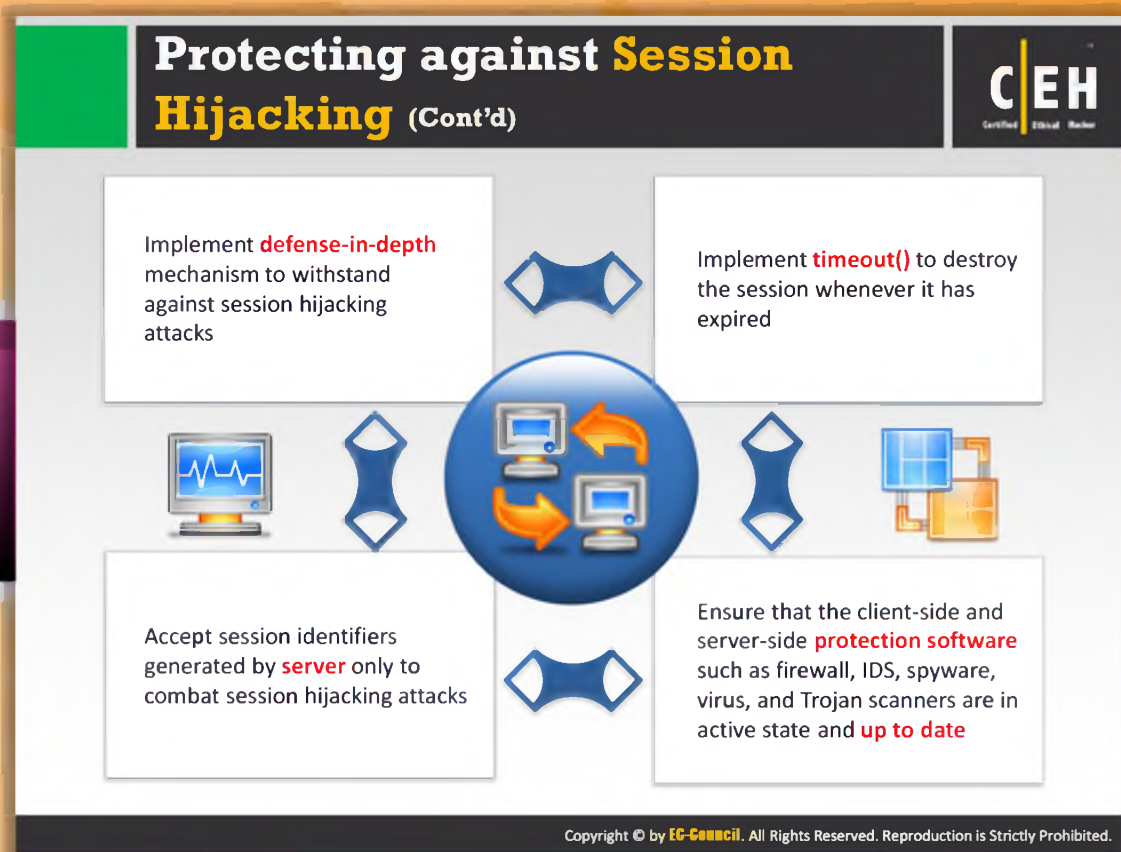 Protecting against Session
Hijacking (Cont'd)
CEH
Certified Ethical Hacker
Implement defense-in-depth
mechanism to withstand
against session hijacking
attacks
Implement timeout() to destroy
the session whenever it has
expired
Accept session identifiers
generated by server only to
combat session hijacking attacks
Ensure that the client-side and
server-side protection software
such as firewall, IDS, spyware,
virus, and Trojan scanners are in
active state and up to date
Copyright © by EC-Council. All Rights Reserved. Reproduction is Strictly Prohibited.